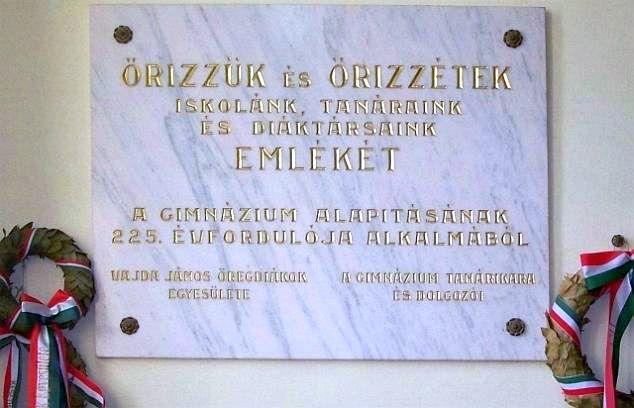 ŐRIZZÜK ÉS ŐRIZZÉTEK
ISKOLÁNK, TANÁRAINK
ÉS DIÁKTÁRSAINK
EMLÉKÉT
A GIMNÁZIUM ALAPITÁSÁNAK
225. ÉVFORDULÓJA ALKALMÁBÓL
VAJDA JÁNOS ÖREGDIÁKOK
EGYESÜLETE
A GIMNÁZIUM TANÁRIKARA
ÉS DOLGOZÓI